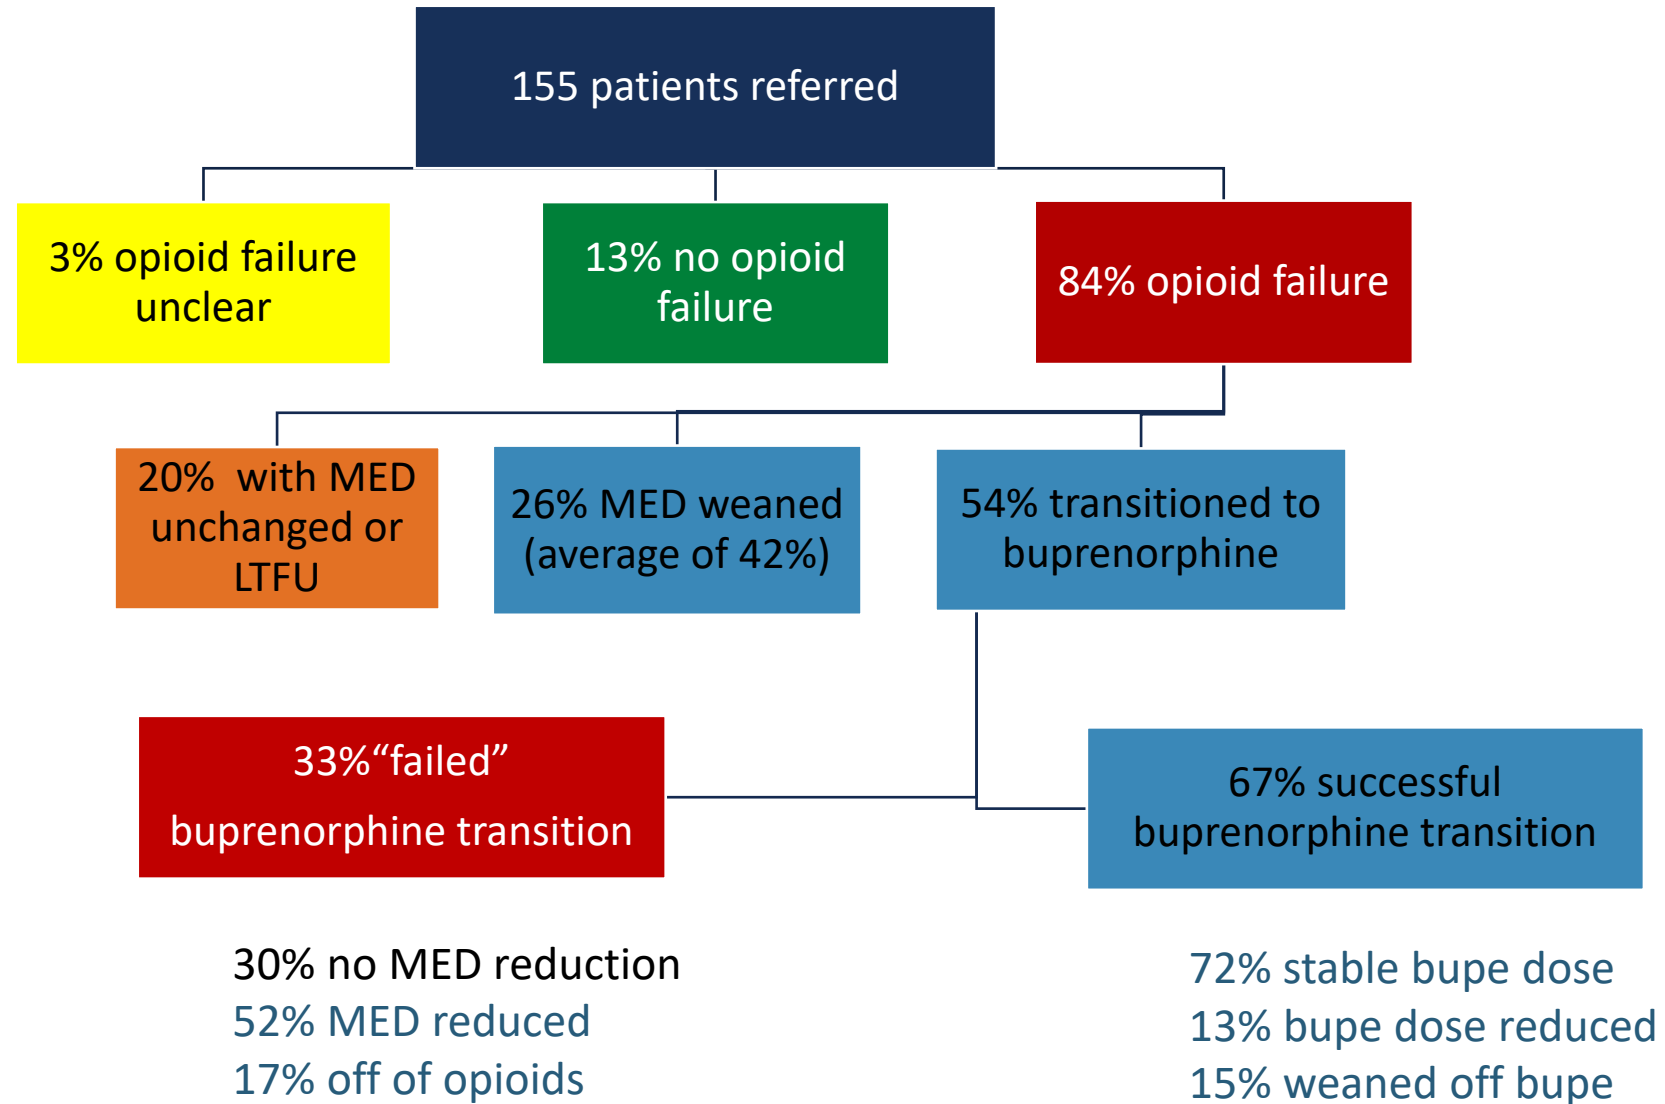 155 patients referred
3% opioid failure
unclear
13% no opioid
failure
84% opioid failure
20%  with MED
unchanged or
LTFU
26% MED weaned
(average of 42%)
54% transitioned to
buprenorphine
33%“failed”
buprenorphine transition
67% successful
buprenorphine transition
30% no MED reduction
52% MED reduced
17% off of opioids
72% stable bupe dose
13% bupe dose reduced
15% weaned off bupe